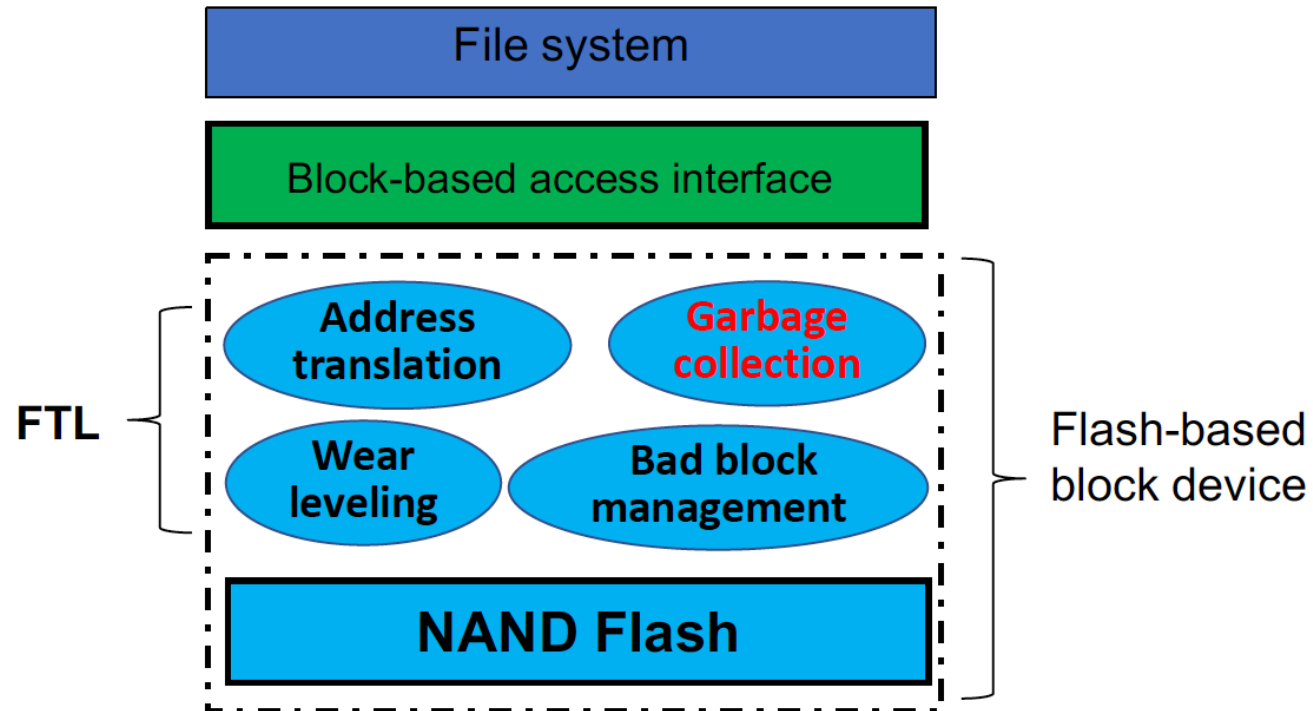 File system
Block-based access interface
Address
translation
Garbage
collection
FTL
Wear
leveling
Bad block
management
Flash-based
block device
NAND Flash